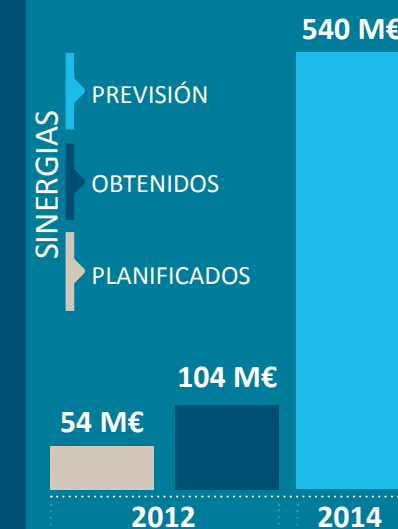 540 M€
PREVISIÓN
SINERGIAS
OBTENIDOS
PLANIFICADOS
104 M€
54 M€
2012
2014